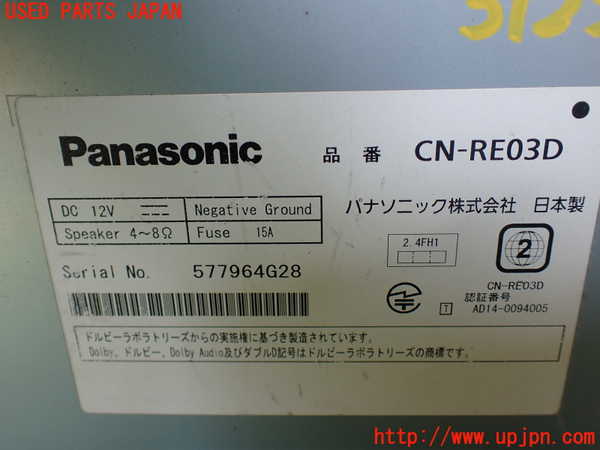 USED PARTS JAPAN
Panasonic 品番 CN-RE03D
DC 12V Negative Ground
Speaker 4～8Ω Fuse 15A
パナソニック株式会社 日本製
Serial No. 577964G28
2.4FH1
2
CN-RE03D
認証番号
T AD14-0094005
ドルビーラボラトリーズからの実施権に基づき製造されています。
Dolby、ドルビー、Dolby Audio及びダブルD記号はドルビーラボラトリーズの商標です。
http://www.upjpn.com/